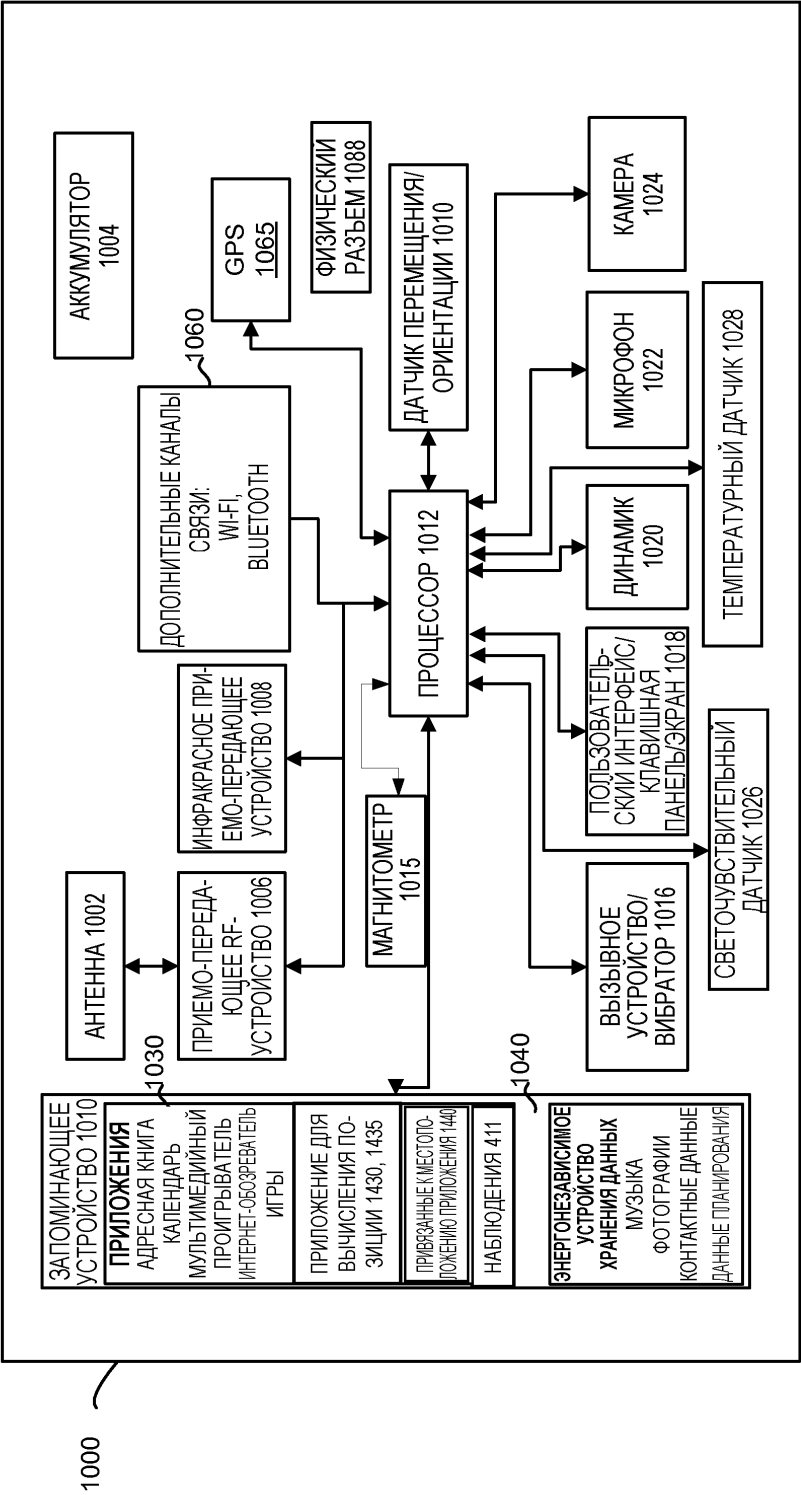 1000
ЗАПОМИНАЮЩЕЕ
УСТРОЙСТВО 1010
1030
ПРИЛОЖЕНИЯ
АДРЕСНАЯ КНИГА
КАЛЕНДАРЬ
МУЛЬТИМЕДИЙНЫЙ
ПРОИГРЫВАТЕЛЬ
ИНТЕРНЕТ-ОБОЗРЕВАТЕЛЬ
ИГРЫ
ПРИЛОЖЕНИЕ ДЛЯ
ВЫЧИСЛЕНИЯ ПО-
ЗИЦИИ 1430, 1435
ПРИВЯЗАННЫЕ К МЕСТОПО-
ЛОЖЕНИЮ ПРИЛОЖЕНИЯ 1440
НАБЛЮДЕНИЯ 411
1040
ЭНЕРГОНЕЗАВИСИМОЕ
УСТРОЙСТВО
ХРАНЕНИЯ ДАННЫХ
МУЗЫКА
ФОТОГРАФИИ
КОНТАКТНЫЕ ДАННЫЕ
ДАННЫЕ ПЛАНИРОВАНИЯ
АНТЕННА 1002
ПРИЕМО-ПЕРЕДА-
ЮЩЕЕ RF-
УСТРОЙСТВО 1006
ИНФРАКРАСНОЕ ПРИ-
ЕМО-ПЕРЕДАЮЩЕЕ
УСТРОЙСТВО 1008
ДОПОЛНИТЕЛЬНЫЕ КАНАЛЫ
СВЯЗИ:
WI-FI,
BLUETOOTH
1060
АККУМУЛЯТОР
1004
GPS
1065
ФИЗИЧЕСКИЙ
РАЗЪЕМ 1088
МАГНИТОМЕТР
1015
ПРОЦЕССОР 1012
ДАТЧИК ПЕРЕМЕЩЕНИЯ/
ОРИЕНТАЦИИ 1010
ВЫЗЫВНОЕ
УСТРОЙСТВО/
ВИБРАТОР 1016
ПОЛЬЗОВАТЕЛЬ-
СКИЙ ИНТЕРФЕЙС/
КЛАВИШНАЯ
ПАНЕЛЬ/ЭКРАН 1018
ДИНАМИК
1020
МИКРОФОН
1022
КАМЕРА
1024
СВЕТОЧУВСТВИТЕЛЬНЫЙ
ДАТЧИК 1026
ТЕМПЕРАТУРНЫЙ ДАТЧИК 1028